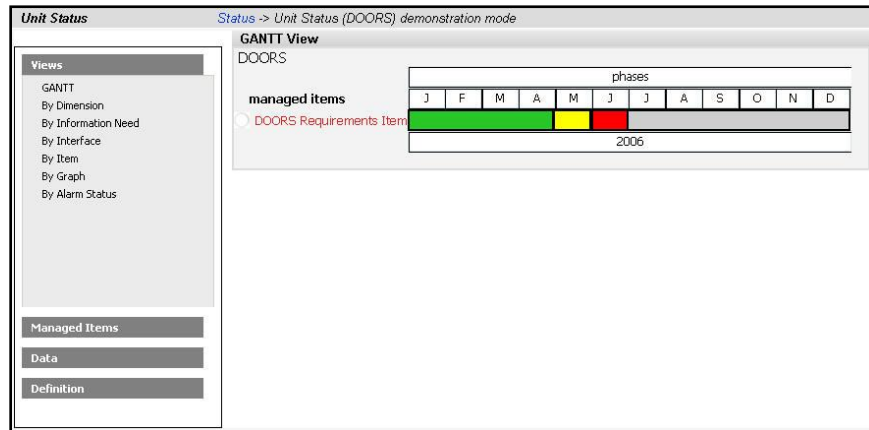 Unit Status
Status -> Unit Status (DOORS) demonstration mode
Views
GANTT
By Dimension
By Information Need
By Interface
By Item
By Graph
By Alarm Status
Managed Items
Data
Definition
GANTT View
DOORS
phases
managed items J F M A M J J A S O N D
DOORS Requirements Item
2006